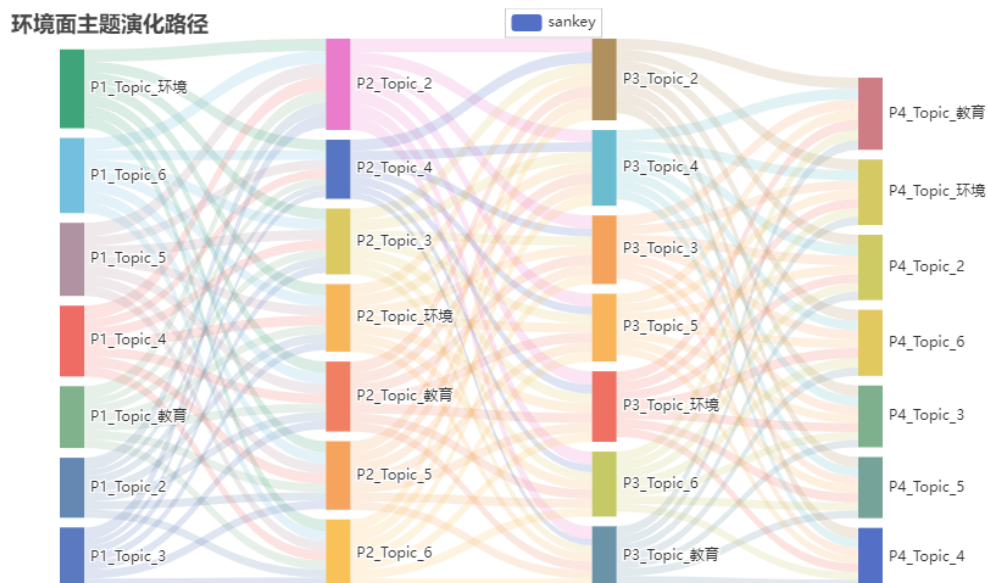 环境面主题演化路径
sankey
P1_Topic_环境
P1_Topic_6
P1_Topic_5
P1_Topic_4
P1_Topic_教育
P1_Topic_2
P1_Topic_3
P2_Topic_2
P2_Topic_4
P2_Topic_3
P2_Topic_环境
P2_Topic_教育
P2_Topic_5
P2_Topic_6
P3_Topic_2
P3_Topic_4
P3_Topic_3
P3_Topic_5
P3_Topic_环境
P3_Topic_6
P3_Topic_教育
P4_Topic_教育
P4_Topic_环境
P4_Topic_2
P4_Topic_6
P4_Topic_3
P4_Topic_5
P4_Topic_4